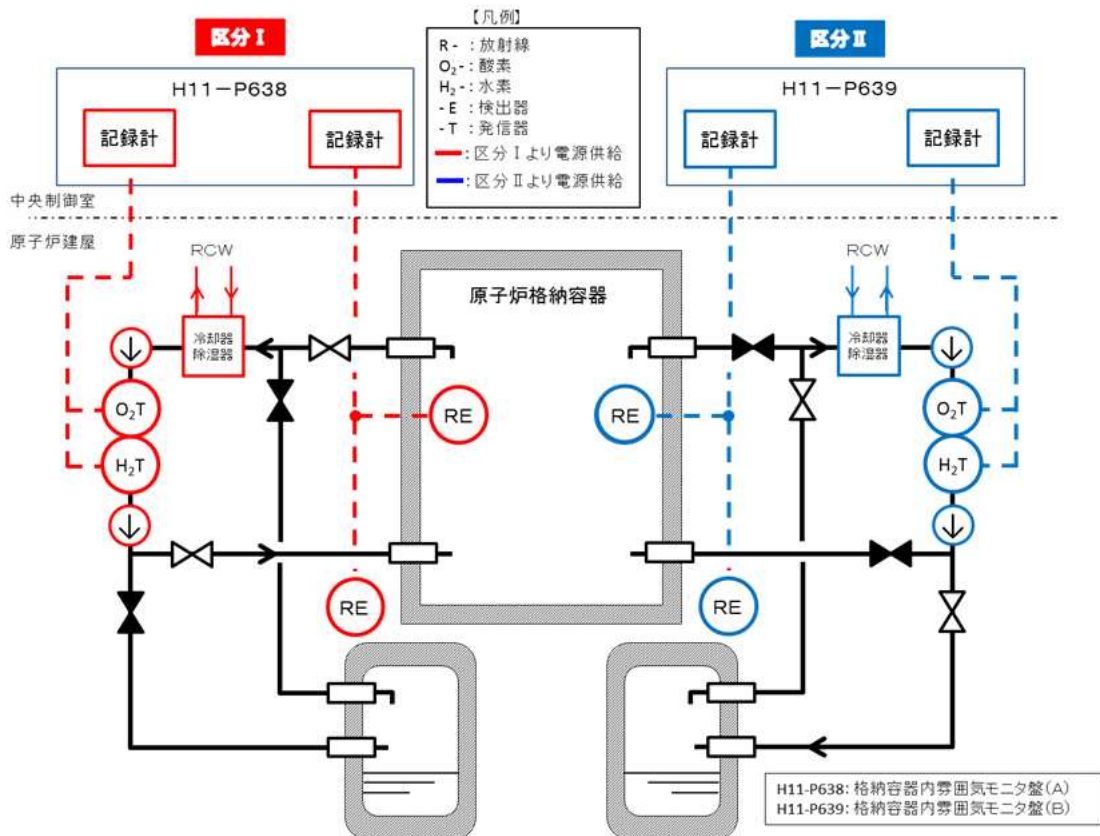 区分Ⅰ
H11-P638
記録計
記録計
【凡例】
R- :放射線
O₂-:酸素
H₂-:水素
-E :検出器
-T :発信器
:区分Ⅰより電源供給
:区分Ⅱより電源供給
区分Ⅱ
H11-P639
記録計
記録計
中央制御室
原子炉建屋
RCW
冷却器
除湿器
O₂T
H₂T
原子炉格納容器
RE
RE
RE
RE
RCW
冷却器
除湿器
O₂T
H₂T
H11-P638:格納容器内雰囲気モニタ盤(A)
H11-P639:格納容器内雰囲気モニタ盤(B)